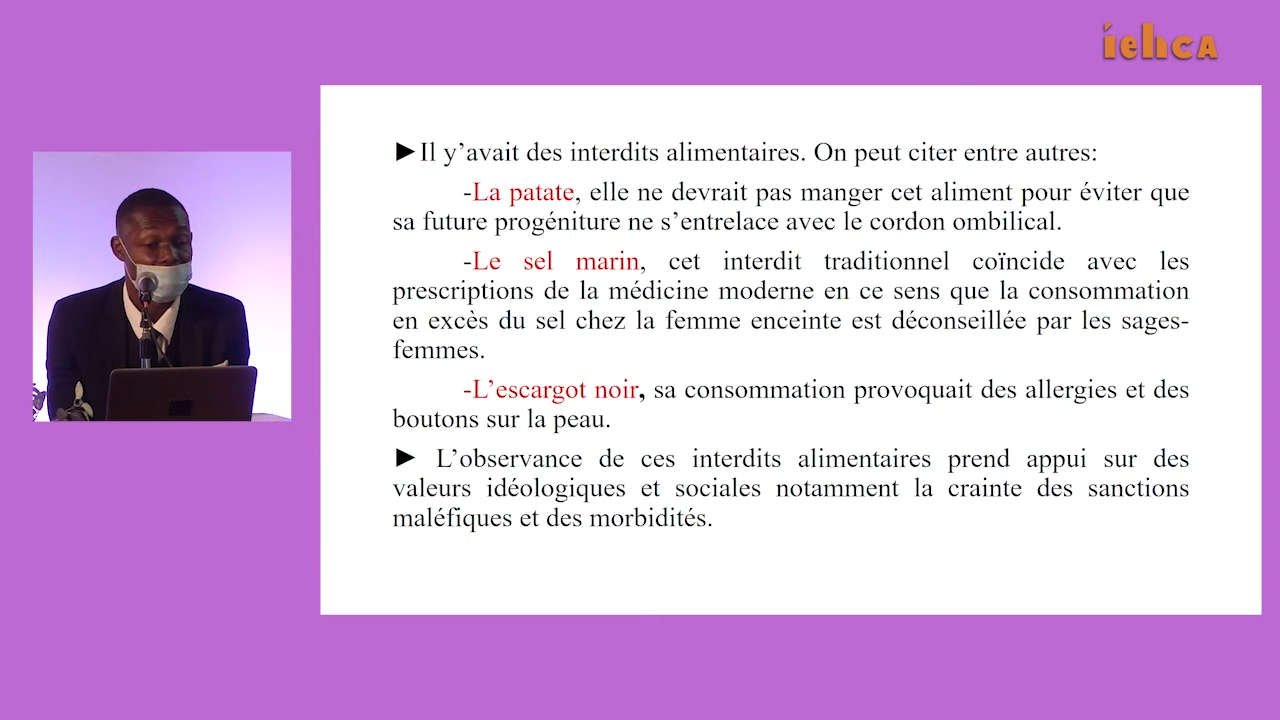 iehcA
►Il y’avait des interdits alimentaires. On peut citer entre autres:
-La patate, elle ne devrait pas manger cet aliment pour éviter que
sa future progéniture ne s’entrelace avec le cordon ombilical.
-Le sel marin, cet interdit traditionnel coïncide avec les
prescriptions de la médicine moderne en ce sens que la consommation
en excès du sel chez la femme enceinte est déconseillée par les sages-
femmes.
-L’escargot noir, sa consommation provoquait des allergies et des
boutons sur la peau.
► L’observance de ces interdits alimentaires prend appui sur des
valeurs idéologiques et sociales notamment la crainte des sanctions
maléfiques et des morbidités.